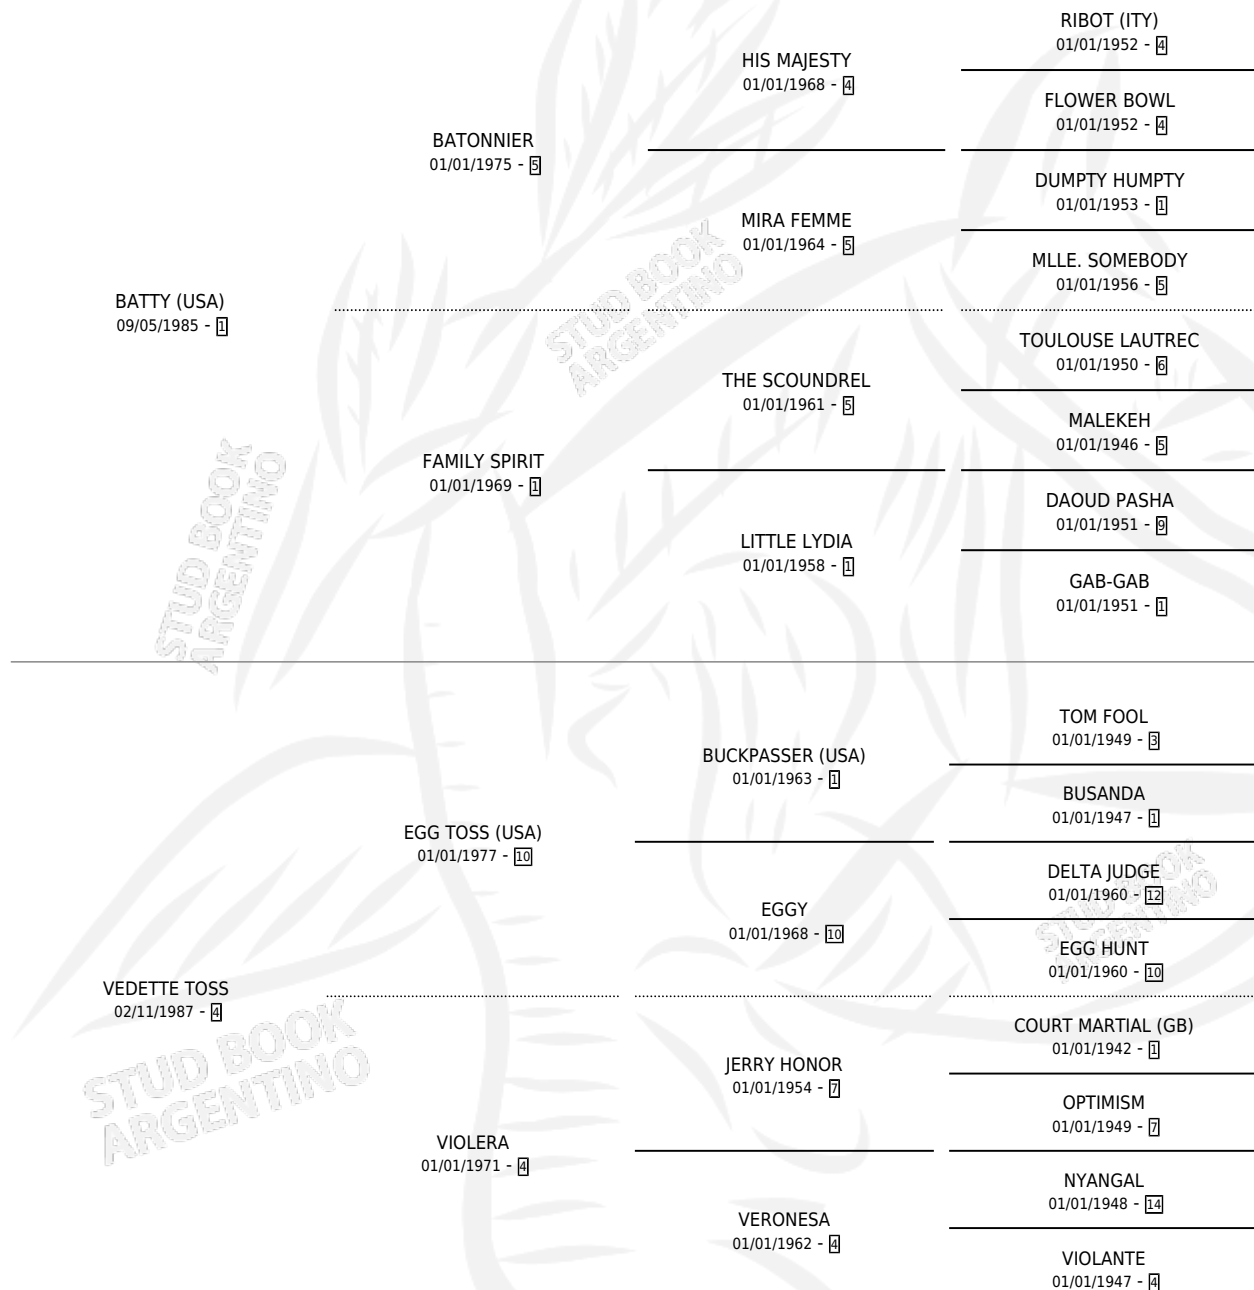 RIBOT (ITY)
01/01/1952 - 4
HIS MAJESTY
01/01/1968 - 4
FLOWER BOWL
01/01/1952 - 4
BATONNIER
01/01/1975 - 5
DUMPTY HUMPTY
01/01/1953 - 1
MIRA FEMME
01/01/1964 - 5
MLLE. SOMEBODY
01/01/1956 - 5
BATTY (USA)
09/05/1985 - 1
STUD BOOK
ARGENTINO
TOULOUSE LAUTREC
01/01/1950 - 6
THE SCOUNDREL
01/01/1961 - 5
MALEKEH
01/01/1946 - 5
FAMILY SPIRIT
01/01/1969 - 1
DAOUD PASHA
01/01/1951 - 9
LITTLE LYDIA
01/01/1958 - 1
GAB-GAB
01/01/1951 - 1
STUD BOOK
ARGENTINO
TOM FOOL
01/01/1949 - 3
BUCKPASSER (USA)
01/01/1963 - 1
BUSANDA
01/01/1947 - 1
EGG TOSS (USA)
01/01/1977 - 10
DELTA JUDGE
01/01/1960 - 12
EGGY
01/01/1968 - 10
STUD BOOK
ARGENTINO
EGG HUNT
01/01/1960 - 10
VEDETTE TOSS
02/11/1987 - 4
COURT MARTIAL (GB)
01/01/1942 - 1
JERRY HONOR
01/01/1954 - 7
OPTIMISM
01/01/1949 - 7
STUD BOOK
ARGENTINO
VIOLERA
01/01/1971 - 4
NYANGAL
01/01/1948 - 14
VERONESA
01/01/1962 - 4
VIOLANTE
01/01/1947 - 4